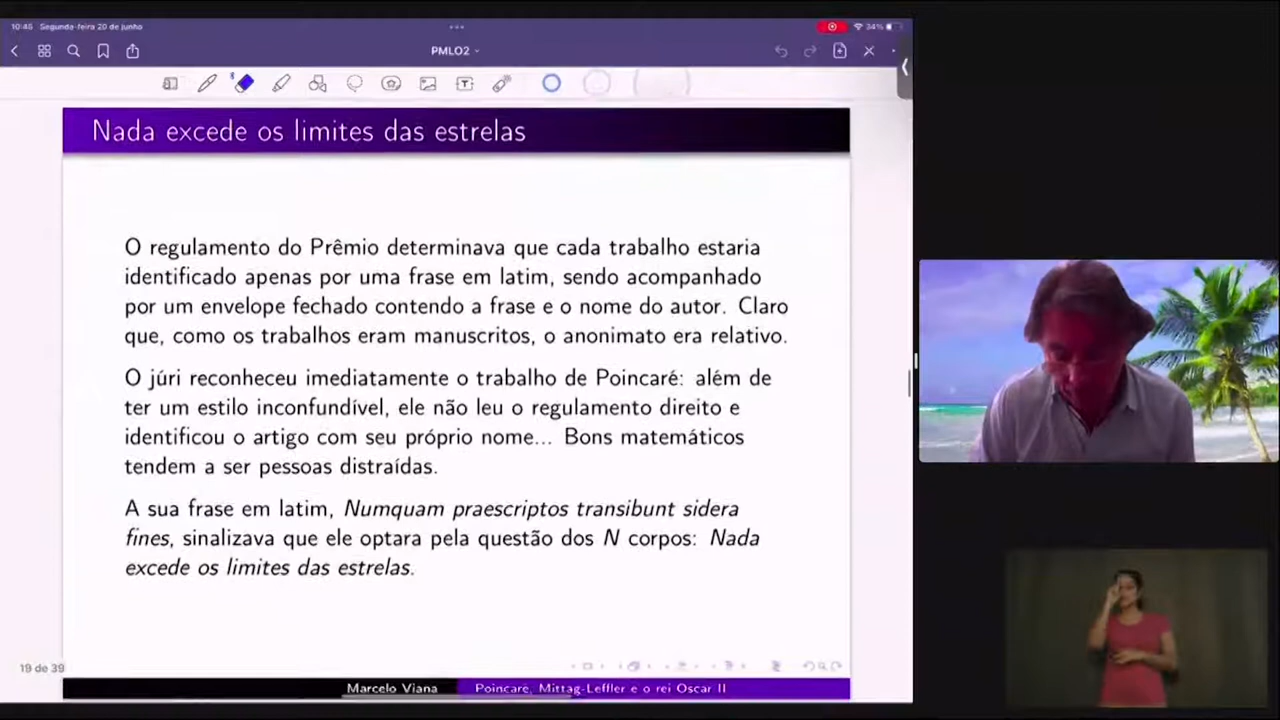 10:45 Segunda-feira 20 de junho
34%
PMLO2
Nada excede os limites das estrelas
O regulamento do Prêmio determinava que cada trabalho estaria
identificado apenas por uma frase em latim, sendo acompanhado
por um envelope fechado contendo a frase e o nome do autor. Claro
que, como os trabalhos eram manuscritos, o anonimato era relativo.
O júri reconheceu imediatamente o trabalho de Poincaré: além de
ter um estilo inconfundível, ele não leu o regulamento direito e
identificou o artigo com seu próprio nome... Bons matemáticos
tendem a ser pessoas distraídas.
A sua frase em latim, Numquam praescriptos transibunt sidera
fines, sinalizava que ele optara pela questão dos N corpos: Nada
excede os limites das estrelas.
19 de 39
Marcelo Viana Poincaré, Mittag-Leffler e o rei Oscar II